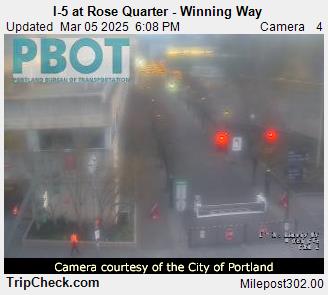 I-5 at Rose Quarter - Winning Way
Updated Mar 05 2025 6:08 PM Camera 4
PBOT
PORTLAND BUREAU OF TRANSPORTATION
Camera courtesy of the City of Portland
TripCheck.com Milepost302.00